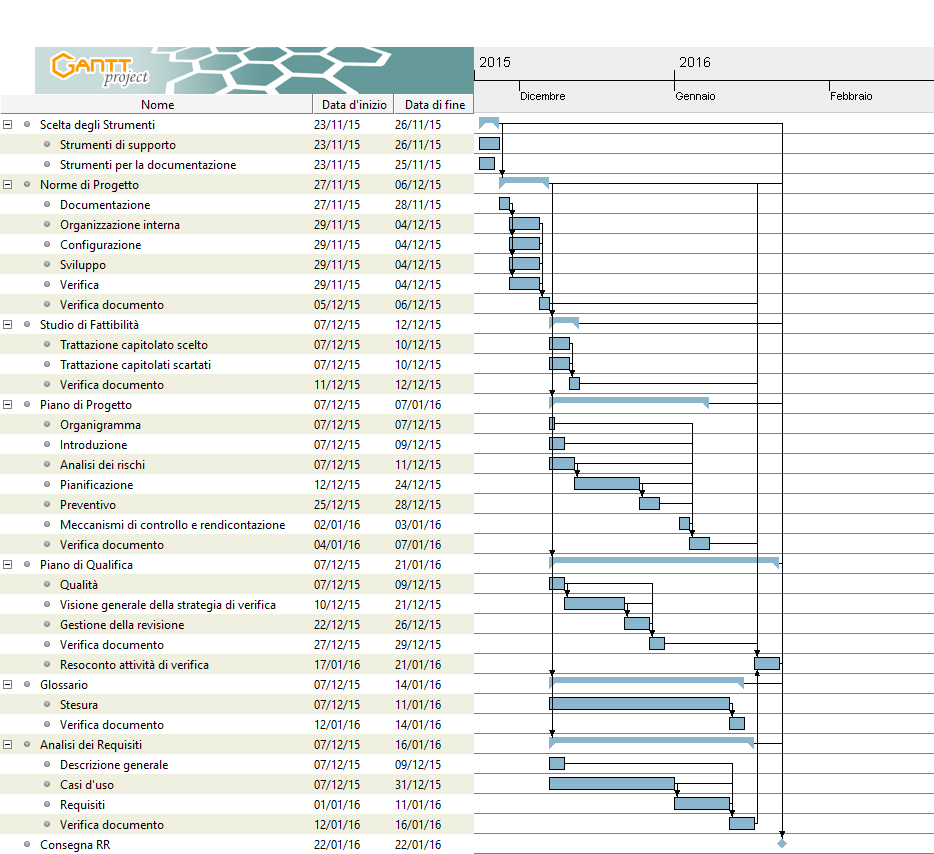 2015 2016
GANTT
project
Dicembre Gennaio Febbraio
Nome Data d'inizio Data di fine
Scelta degli Strumenti 23/11/15 26/11/15
Strumenti di supporto 23/11/15 26/11/15
Strumenti per la documentazione 23/11/15 25/11/15
Norme di Progetto 27/11/15 06/12/15
Documentazione 27/11/15 28/11/15
Organizzazione interna 29/11/15 04/12/15
Configurazione 29/11/15 04/12/15
Sviluppo 29/11/15 04/12/15
Verifica 29/11/15 04/12/15
Verifica documento 05/12/15 06/12/15
Studio di Fattibilità 07/12/15 12/12/15
Trattazione capitolato scelto 07/12/15 10/12/15
Trattazione capitolati scartati 07/12/15 10/12/15
Verifica documento 11/12/15 12/12/15
Piano di Progetto 07/12/15 07/01/16
Organigramma 07/12/15 07/12/15
Introduzione 07/12/15 09/12/15
Analisi dei rischi 07/12/15 11/12/15
Pianificazione 12/12/15 24/12/15
Preventivo 25/12/15 28/12/15
Meccanismi di controllo e rendicontazione 02/01/16 03/01/16
Verifica documento 04/01/16 07/01/16
Piano di Qualifica 07/12/15 21/01/16
Qualità 07/12/15 09/12/15
Visione generale della strategia di verifica 10/12/15 21/12/15
Gestione della revisione 22/12/15 26/12/15
Verifica documento 27/12/15 29/12/15
Resoconto attività di verifica 17/01/16 21/01/16
Glossario 07/12/15 14/01/16
Stesura 07/12/15 11/01/16
Verifica documento 12/01/16 14/01/16
Analisi dei Requisiti 07/12/15 16/01/16
Descrizione generale 07/12/15 09/12/15
Casi d'uso 07/12/15 31/12/15
Requisiti 01/01/16 11/01/16
Verifica documento 12/01/16 16/01/16
Consegna RR 22/01/16 22/01/16